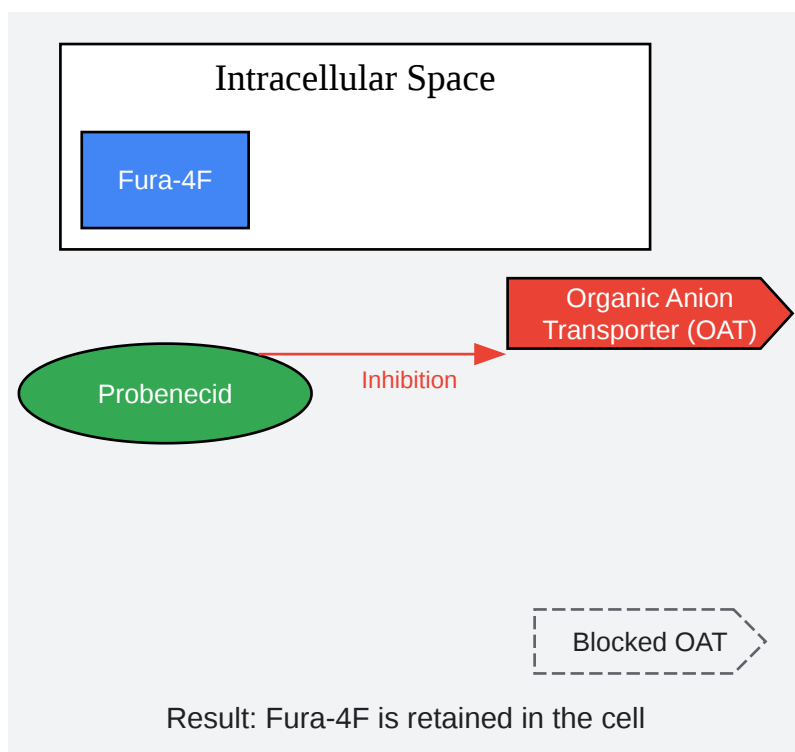 Intracellular Space
Fura-4F
Organic Anion
Transporter (OAT)
Inhibition
Probenecid
Blocked OAT
Result: Fura-4F is retained in the cell